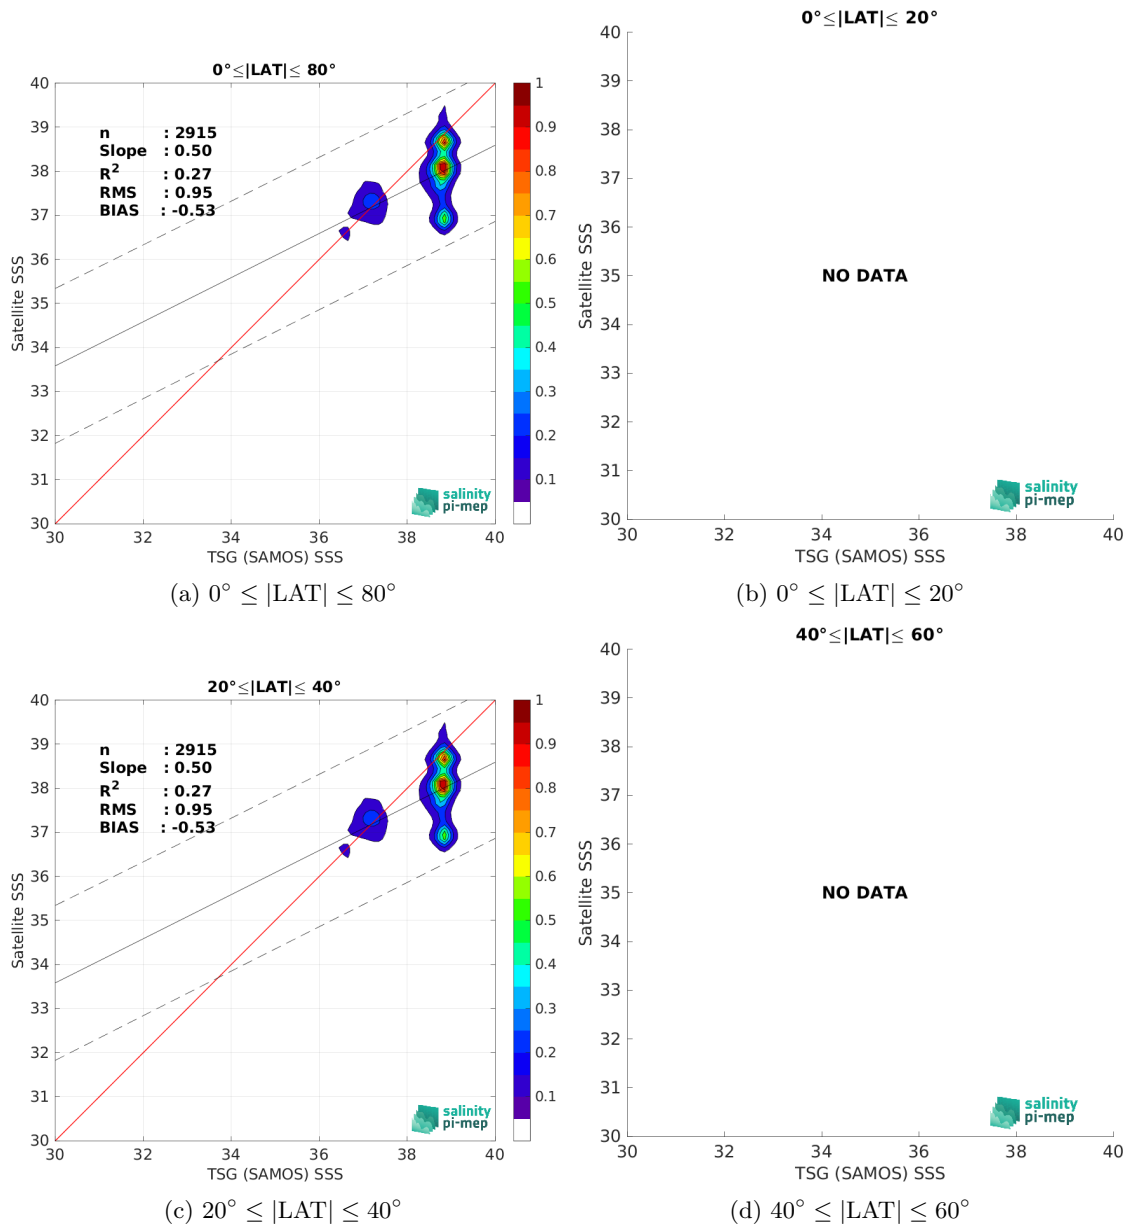 0°≤|LAT|≤ 80°
40
39
38
37
36
35
34
33
32
31
30
Satellite SSS
n : 2915
Slope : 0.50
R² : 0.27
RMS : 0.95
BIAS : -0.53
1
0.9
0.8
0.7
0.6
0.5
0.4
0.3
0.2
0.1
salinity
pi-mep
30 32 34 36 38 40
TSG (SAMOS) SSS
(a) 0° ≤ |LAT| ≤ 80°
0°≤|LAT|≤ 20°
40
39
38
37
36
35
34
33
32
31
30
Satellite SSS
NO DATA
salinity
pi-mep
30 32 34 36 38 40
TSG (SAMOS) SSS
(b) 0° ≤ |LAT| ≤ 20°
20°≤|LAT|≤ 40°
40
39
38
37
36
35
34
33
32
31
30
Satellite SSS
n : 2915
Slope : 0.50
R² : 0.27
RMS : 0.95
BIAS : -0.53
1
0.9
0.8
0.7
0.6
0.5
0.4
0.3
0.2
0.1
salinity
pi-mep
30 32 34 36 38 40
TSG (SAMOS) SSS
(c) 20° ≤ |LAT| ≤ 40°
40°≤|LAT|≤ 60°
40
39
38
37
36
35
34
33
32
31
30
Satellite SSS
NO DATA
salinity
pi-mep
30 32 34 36 38 40
TSG (SAMOS) SSS
(d) 40° ≤ |LAT| ≤ 60°